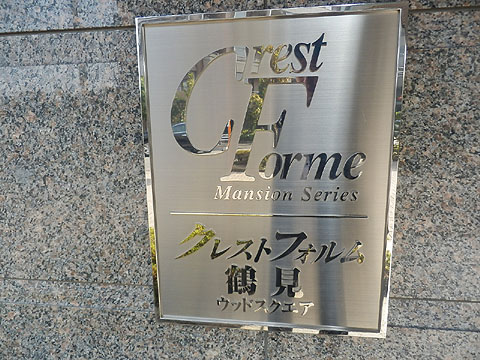 Crest
Forme
Mansion Series
クレストフォルム
鶴見
ウッドスクエア